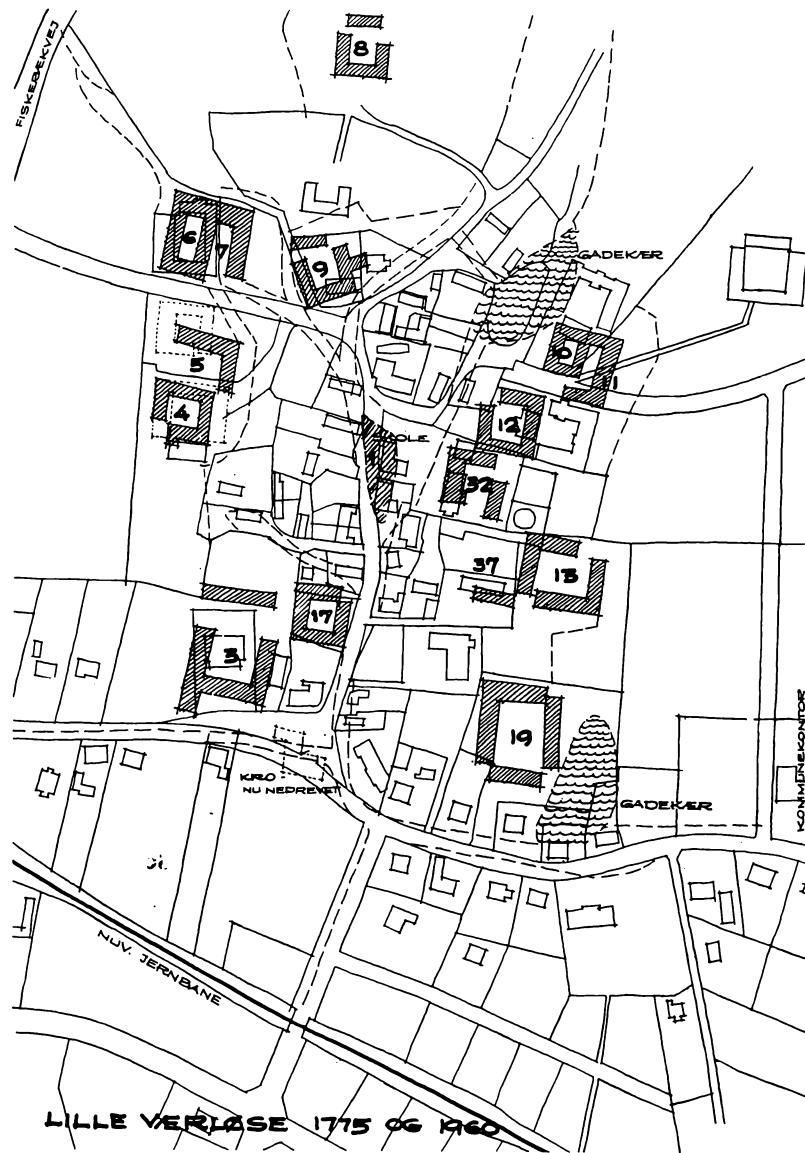 FISKEBÆKVEJ
8
6
7
9
GADEKÆR
5
10
11
4
12
SKOLE
32
37
13
17
3
19
KRO
NU NEDREVET
GADEKÆR
KOMMUNEKONTOR
NUV. JERNBANE
LILLE VÆRLØSE 1775 OG 1960